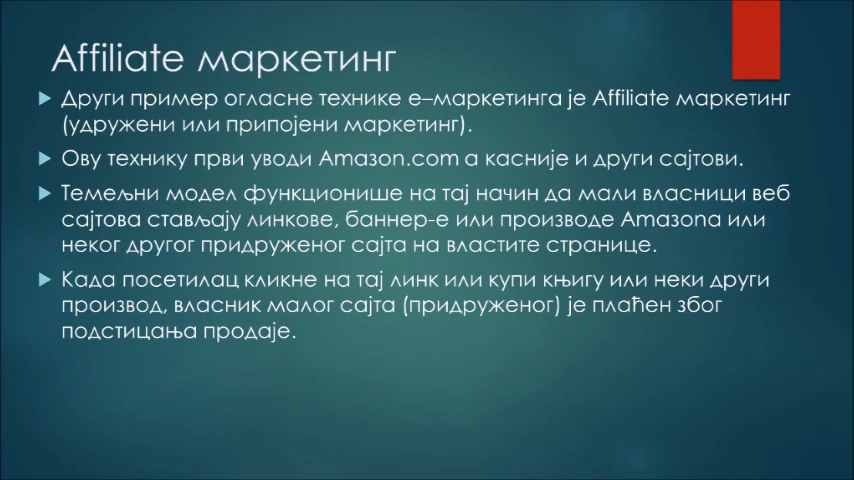 Affiliate маркетинг
Други пример огласне технике е–маркетинга је Affiliate маркетинг
(удружени или припојени маркетинг).
Ову технику први уводи Amazon.com а касније и други сајтови.
Темељни модел функционише на тај начин да мали власници веб
сајтова стављају линкове, баннер-е или производе Amaзona или
неког другог придруженог сајта на властите странице.
Када посетилац кликне на тај линк или купи књигу или неки други
производ, власник малог сајта (придруженог) је плаћен због
подстицања продаје.